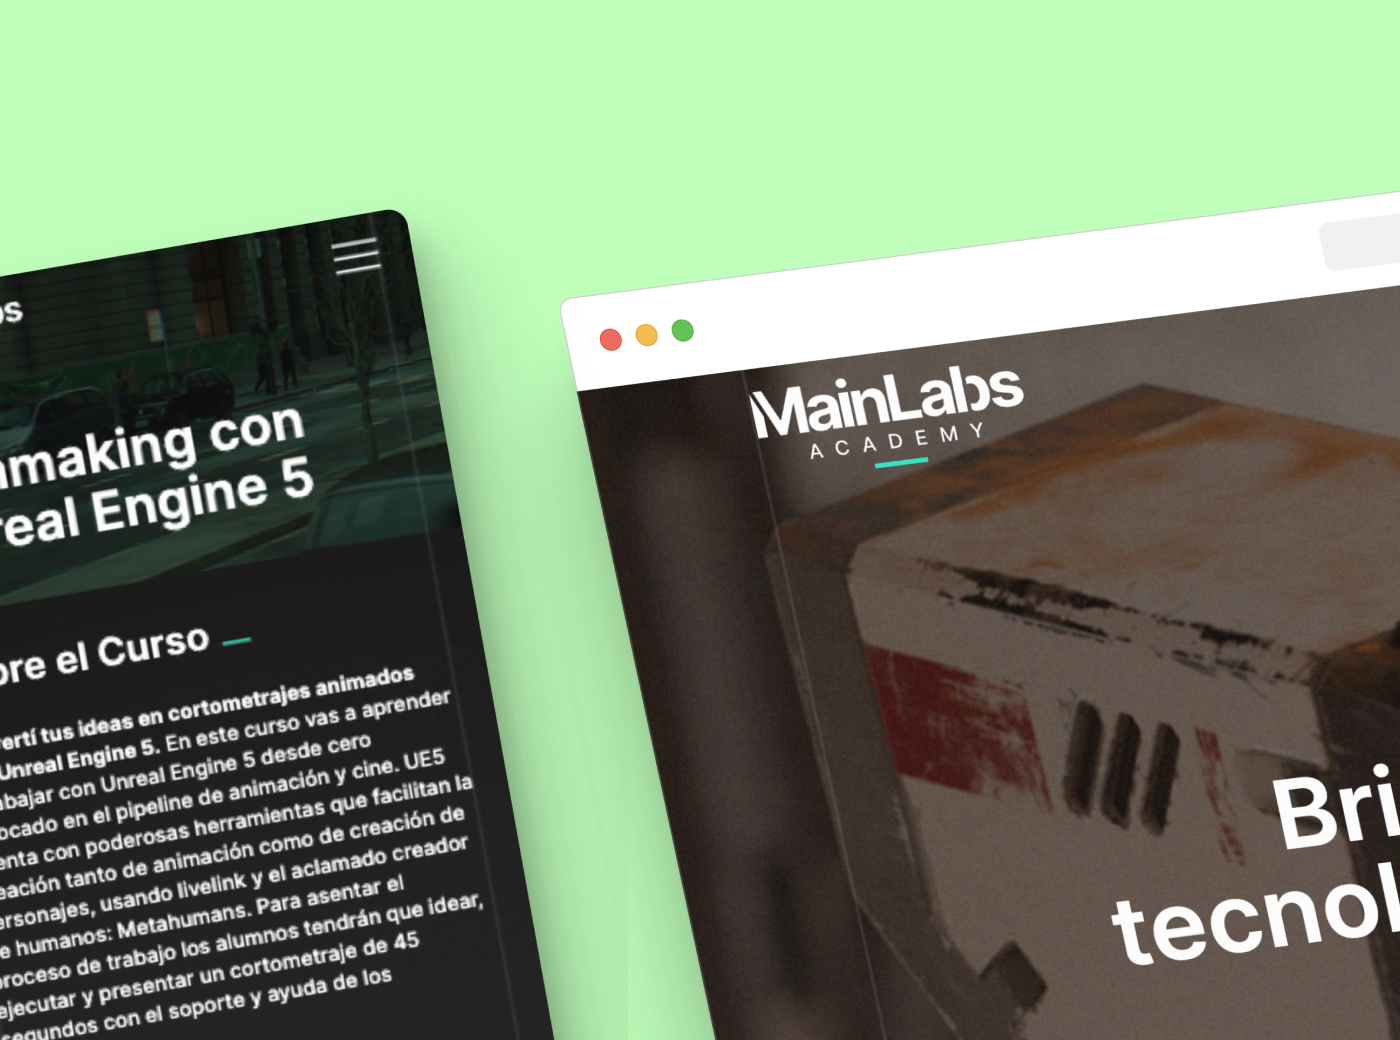 bs
making con
real Engine 5
bre el Curso
vertí tus ideas en cortometrajes animados
Unreal Engine 5. En este curso vas a aprender
abajar con Unreal Engine 5 desde cero
ocado en el pipeline de animación y cine. UE5
enta con poderosas herramientas que facilitan la
eación tanto de animación como de creación de
ersonajes, usando livelink y el aclamado creador
e humanos: Metahumans. Para asentar el
proceso de trabajo los alumnos tendrán que idear,
ejecutar y presentar un cortometraje de 45
segundos con el soporte y ayuda de los
MainLabs
ACADEMY
Bri
tecnol